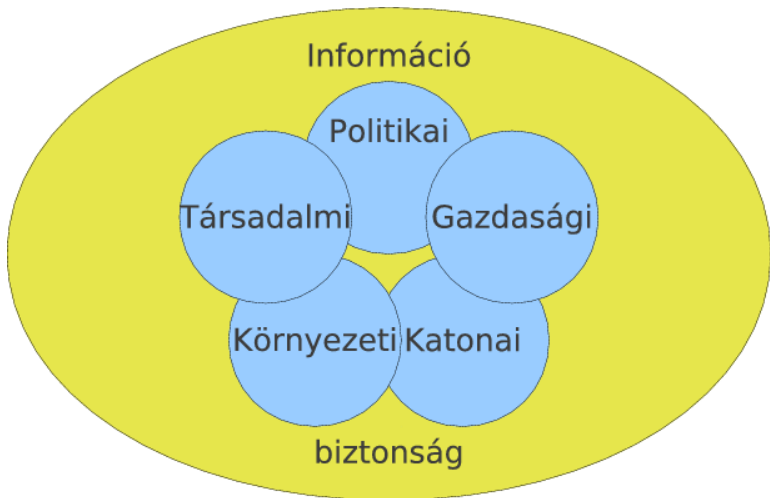 Információ
Politikai
Társadalmi
Gazdasági
Környezeti
Katonai
biztonság